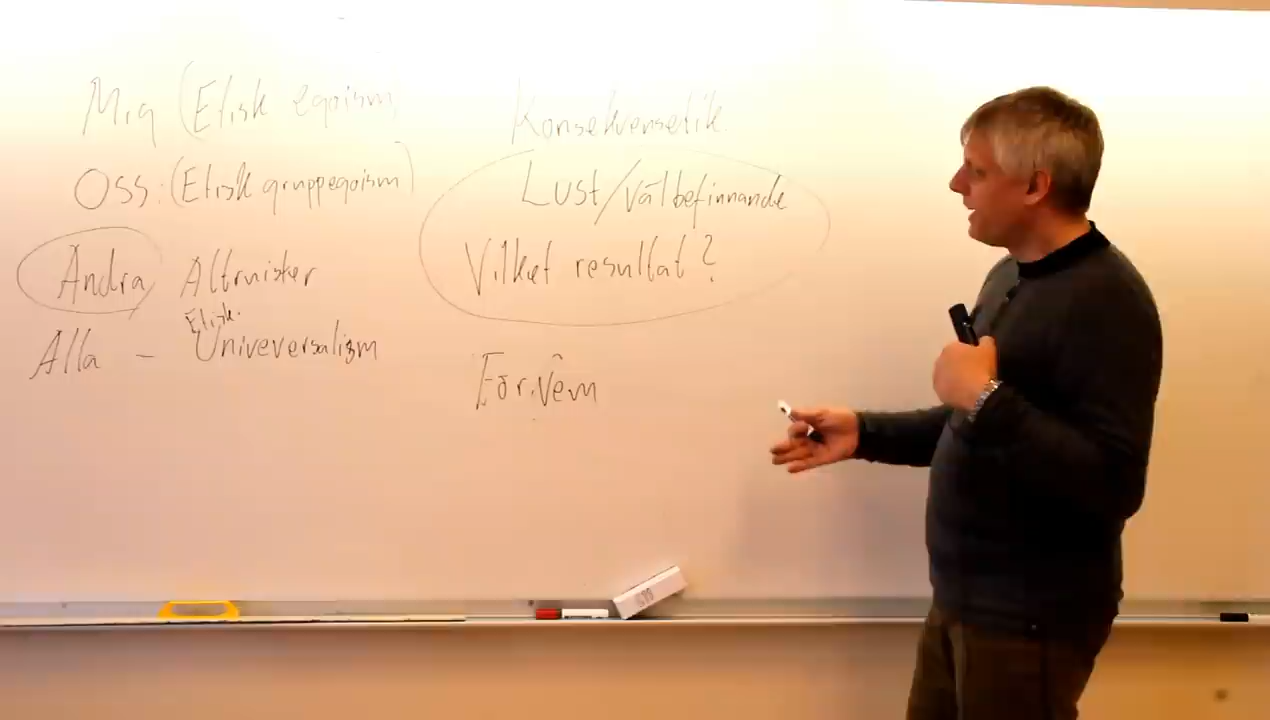 Mig (Etisk egoism
Oss: (Etisk gruppegoism)
Andra Altruister
Etisk.
Alla – Univeversalism
Konsekvensetik.
Lust/välbefinnande
Vilket resultat?
För vem